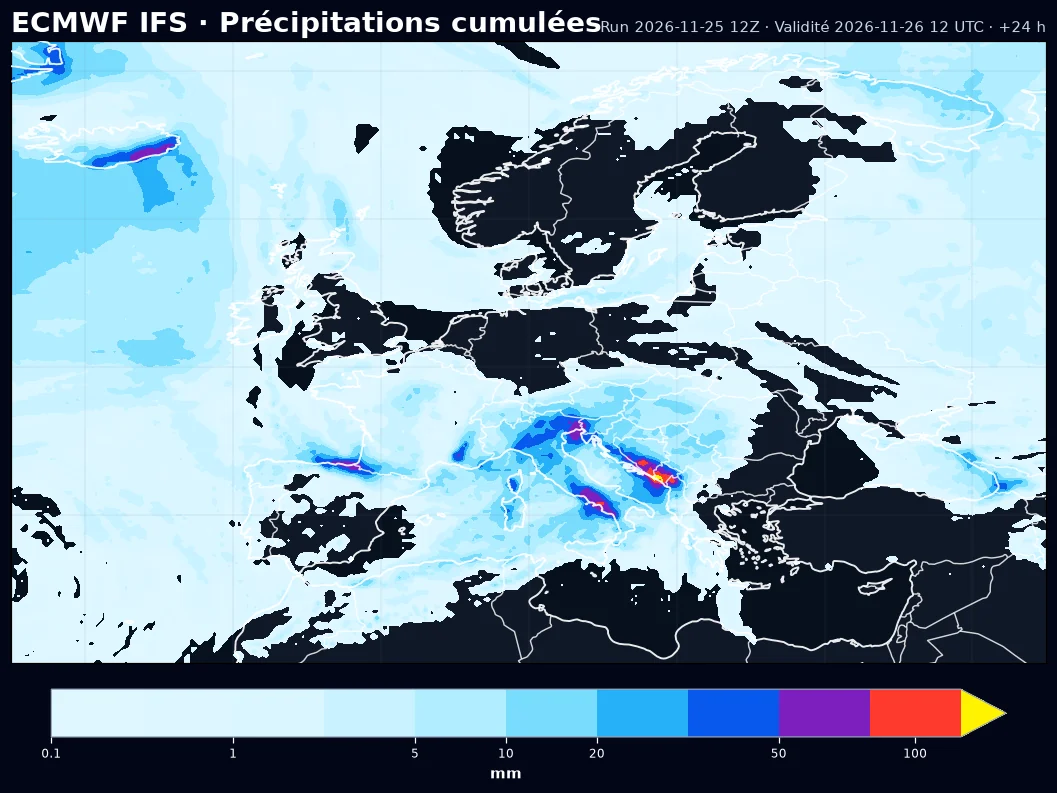 ECMWF IFS · Précipitations cumulées
Run 2026-11-25 12Z · Validité 2026-11-26 12 UTC · +24 h
0.1 1 5 10 20 50 100
mm